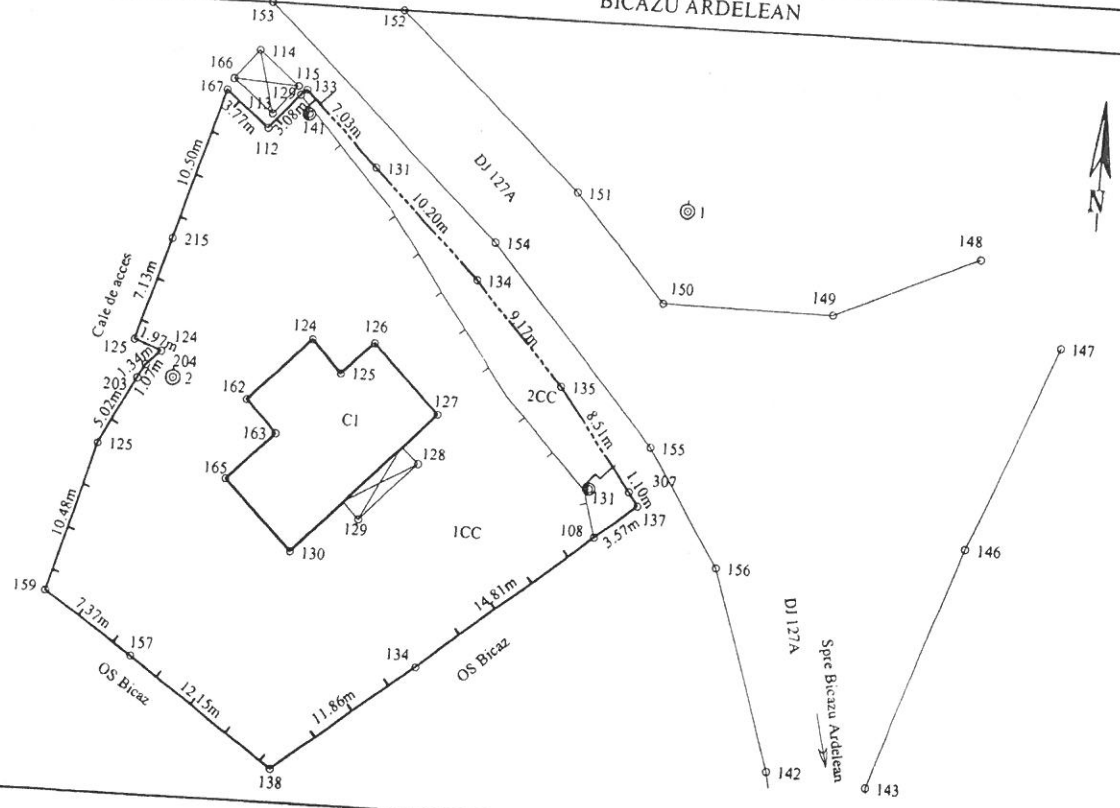 BICAZU ARDELEAN
153
152
114
166
115
167
129
133
113
3.77m
3.08m
141
7.03m
112
131
10.50m
DJ 127A
151
1
N
10.20m
215
154
148
7.13m
134
Cale de acces
150
149
9.17m
125
1.97m
124
124
126
147
1.34m
204
203
2
1.07m
125
135
162
2CC
5.02m
C1
127
8.51m
125
163
155
128
165
307
131
1.10m
10.48m
129
137
1CC
108
3.57m
130
146
156
159
14.81m
7.37m
DJ 127A
157
134
OS Bicaz
OS Bicaz
Spre Bicazu Ardelean
12.15m
11.86m
138
142
143